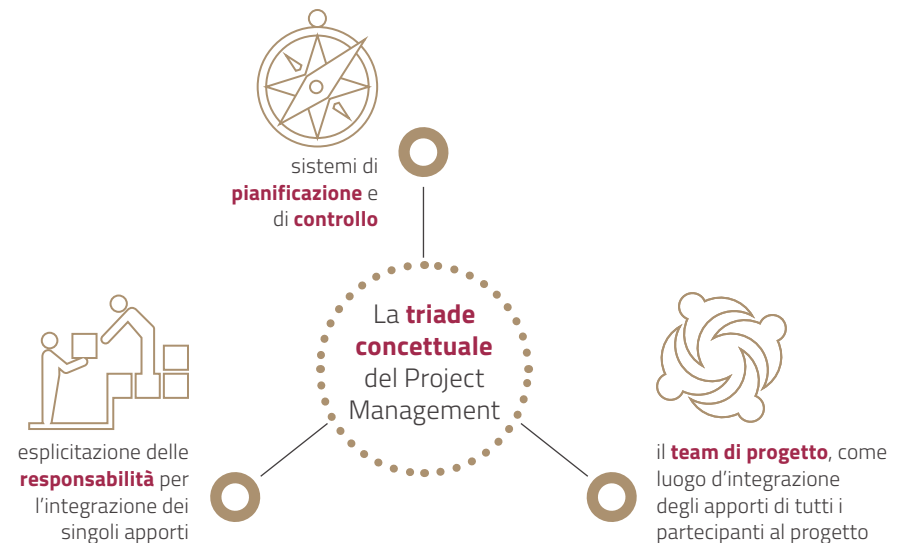 sistemi di
pianificazione e
di controllo
La triade
concettuale
del Project
Management
esplicitazione delle
responsabilità per
l’integrazione dei
singoli apporti
il team di progetto, come
luogo d’integrazione
degli apporti di tutti i
partecipanti al progetto